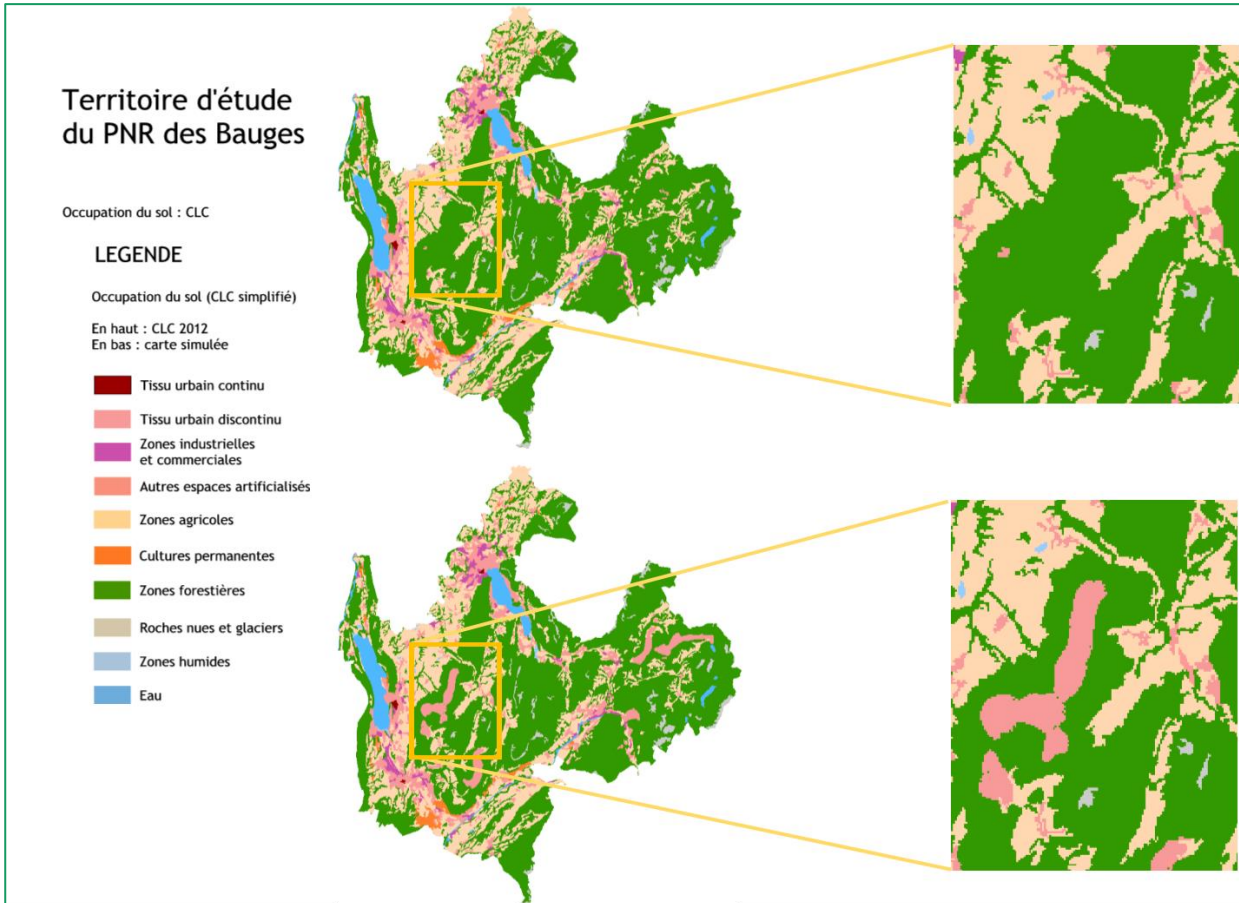 Territoire d'étude
du PNR des Bauges
Occupation du sol : CLC
LEGENDE
Occupation du sol (CLC simplifié)
En haut : CLC 2012
En bas : carte simulée
Tissu urbain continu
Tissu urbain discontinu
Zones industrielles
et commerciales
Autres espaces artificialisés
Zones agricoles
Cultures permanentes
Zones forestières
Roches nues et glaciers
Zones humides
Eau